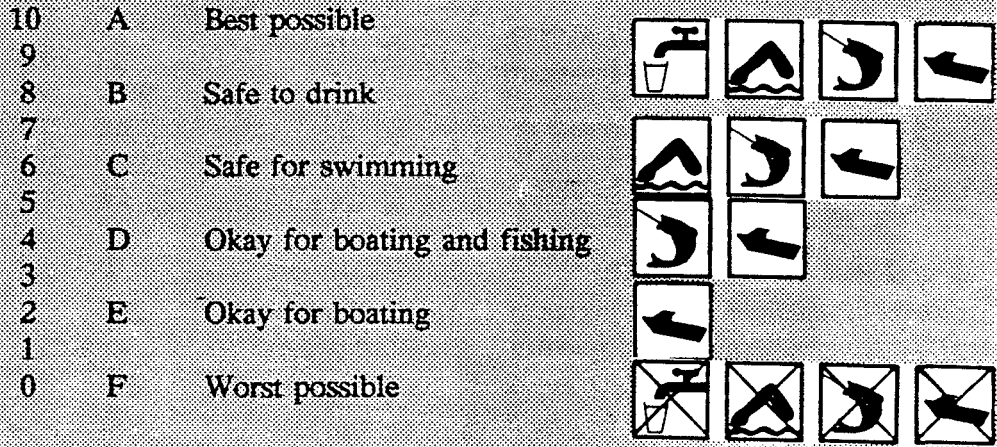 10 A Best possible
9
8 B Safe to drink
7
6 C Safe for swimming
5
4 D Okay for boating and fishing
3
2 E Okay for boating
1
0 F Worst possible